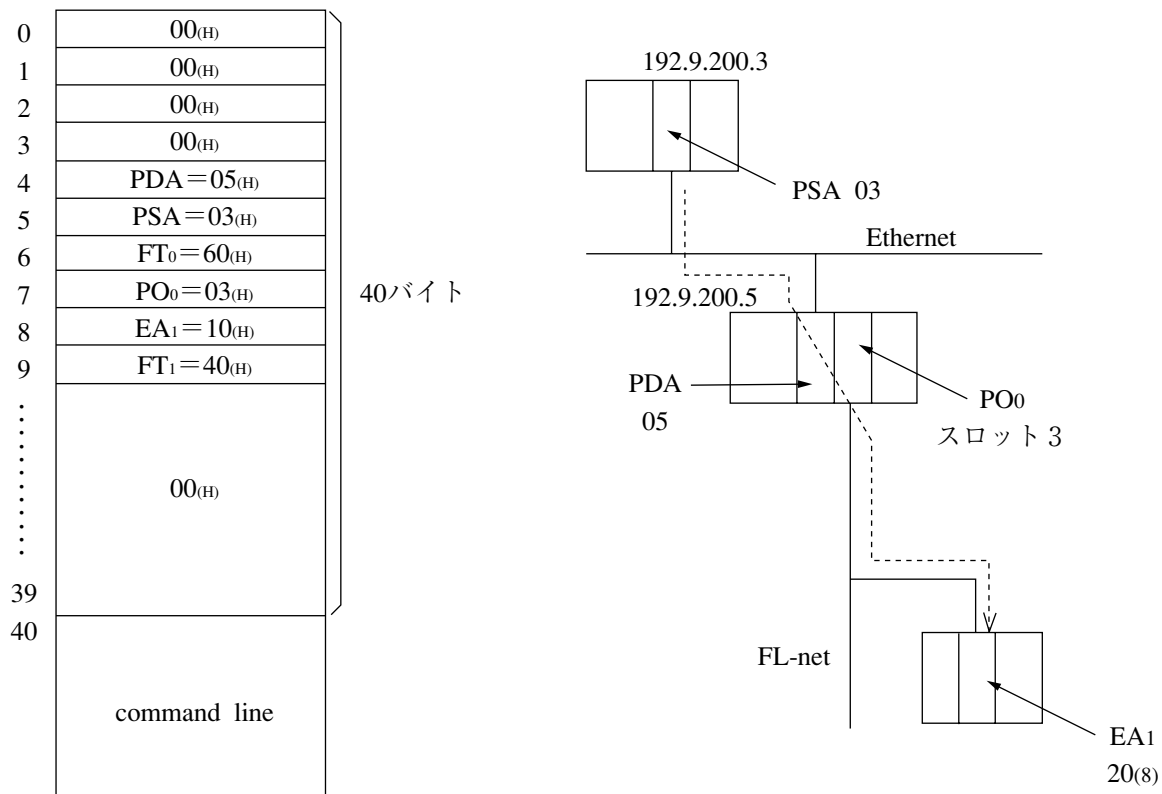 0 00(H)
1 00(H)
2 00(H)
3 00(H)
4 PDA=05(H)
5 PSA=03(H)
6 FT0=60(H)
7 PO0=03(H)
8 EA1=10(H)
9 FT1=40(H)
00(H)
39
40
command line
40バイト
192.9.200.3
PSA 03
Ethernet
192.9.200.5
PDA
05
PO0
スロット3
FL-net
EA1
20(8)